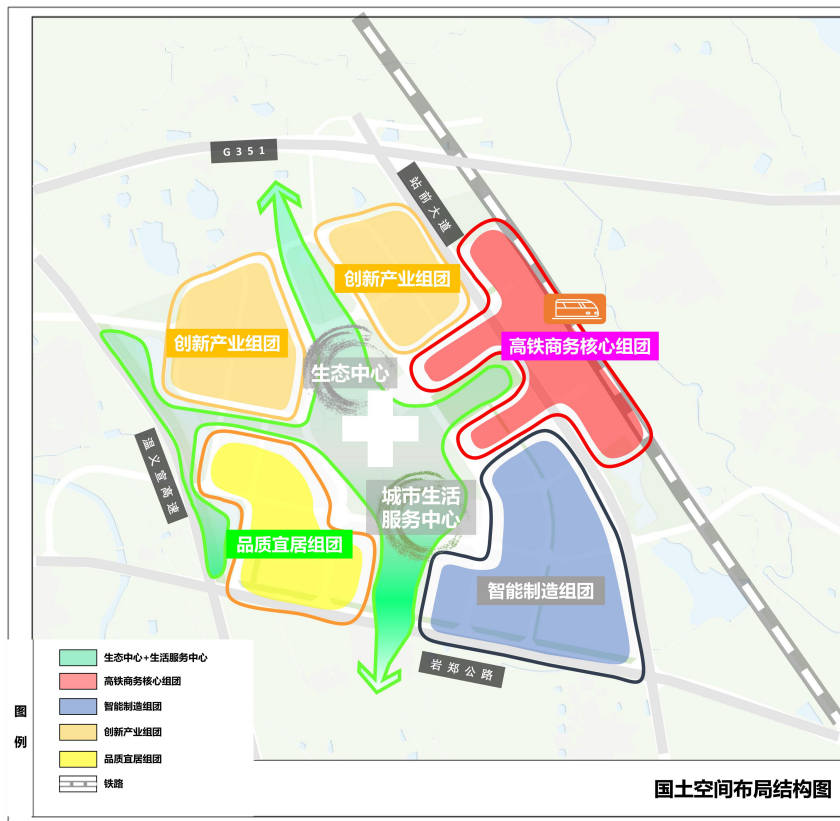 G351
站前大道
创新产业组团
创新产业组团
高铁商务核心组团
生态中心
温义宜高速
城市生活
服务中心
品质宜居组团
智能制造组团
岩郑公路
图例
生态中心+生活服务中心
高铁商务核心组团
智能制造组团
创新产业组团
品质宜居组团
铁路
国土空间布局结构图